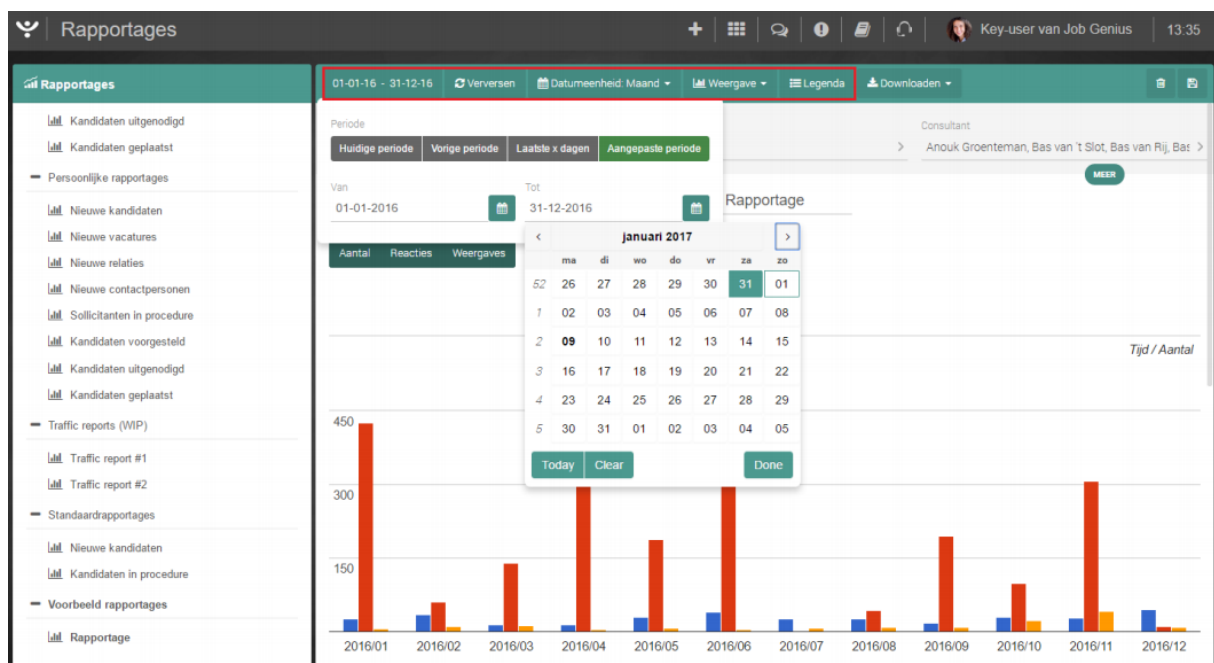 Rapportages
Key-user van Job Genius
13:35
Rapportages
01-01-16 - 31-12-16 Verversen Datumeenheid: Maand Weergave Legenda Downloaden
Kandidaten uitgenodigd
Kandidaten geplaatst
Persoonlijke rapportages
Nieuwe kandidaten
Nieuwe vacatures
Nieuwe relaties
Nieuwe contactpersonen
Sollicitanten in procedure
Kandidaten voorgesteld
Kandidaten uitgenodigd
Kandidaten geplaatst
Traffic reports (WIP)
Traffic report #1
Traffic report #2
Standaardrapportages
Nieuwe kandidaten
Kandidaten in procedure
Voorbeeld rapportages
Rapportage
Periode
Huidige periode Vorige periode Laatste x dagen Aangepaste periode
Van Tot
01-01-2016 31-12-2016
Consultant
Anouk Groenteman, Bas van 't Slot, Bas van Rij, Bas
MEER
Rapportage
Aantal Reacties Weergaves
januari 2017
ma di wo do vr za zo
52 26 27 28 29 30 31 01
1 02 03 04 05 06 07 08
2 09 10 11 12 13 14 15
3 16 17 18 19 20 21 22
4 23 24 25 26 27 28 29
5 30 31 01 02 03 04 05
Today Clear Done
Tijd / Aantal
450
300
150
2016/01 2016/02 2016/03 2016/04 2016/05 2016/06 2016/07 2016/08 2016/09 2016/10 2016/11 2016/12